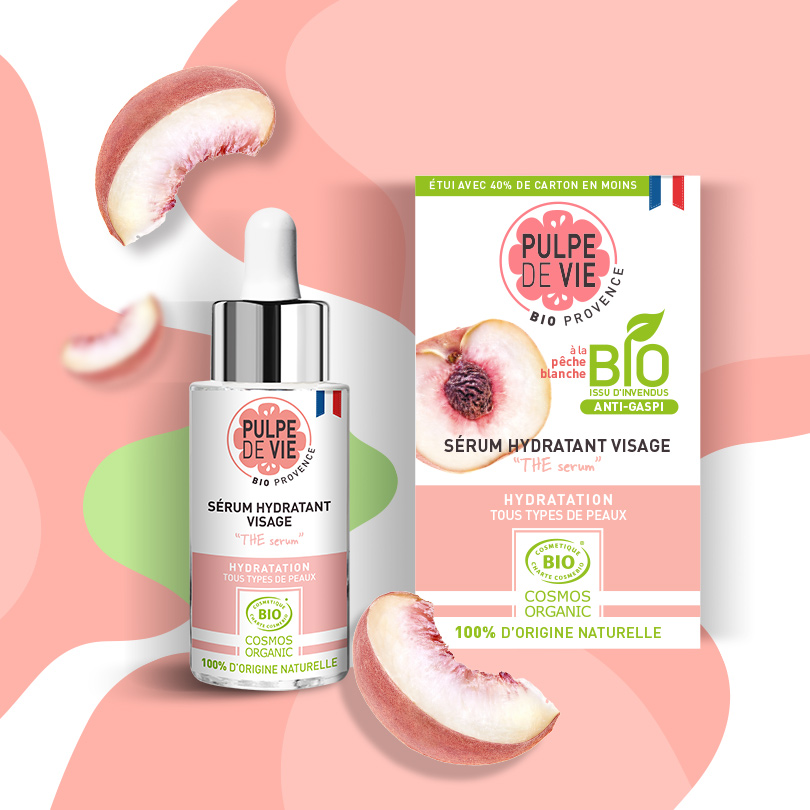 PULPE
DE VIE
BIO PROVENCE
SÉRUM HYDRATANT
VISAGE
"THE serum"
HYDRATATION
TOUS TYPES DE PEAUX
COSMETIQUE
BIO
CHARTE COSMEBIO
COSMOS
ORGANIC
100% D'ORIGINE NATURELLE
ÉTUI AVEC 40% DE CARTON EN MOINS
PULPE
DE VIE
BIO PROVENCE
à la
pêche
blanche
BIO
ISSU D'INVENDUS
ANTI-GASPI
SÉRUM HYDRATANT VISAGE
"THE serum"
HYDRATATION
TOUS TYPES DE PEAUX
COSMETIQUE
BIO
CHARTE COSMEBIO
COSMOS
ORGANIC
100% D'ORIGINE NATURELLE